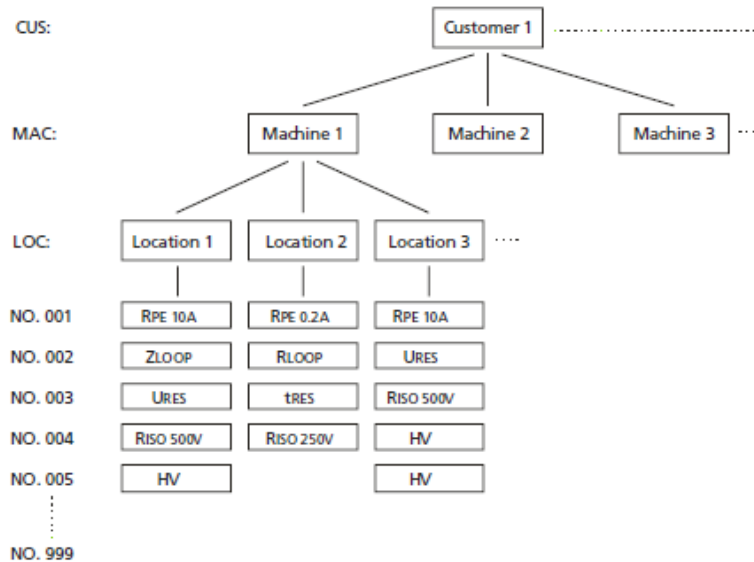 CUS: Customer 1
MAC: Machine 1 Machine 2 Machine 3
LOC: Location 1 Location 2 Location 3
NO. 001 RPE 10A RPE 0.2A RPE 10A
NO. 002 ZLOOP RLOOP URES
NO. 003 URES tRES RISO 500V
NO. 004 RISO 500V RISO 250V HV
NO. 005 HV HV
NO. 999